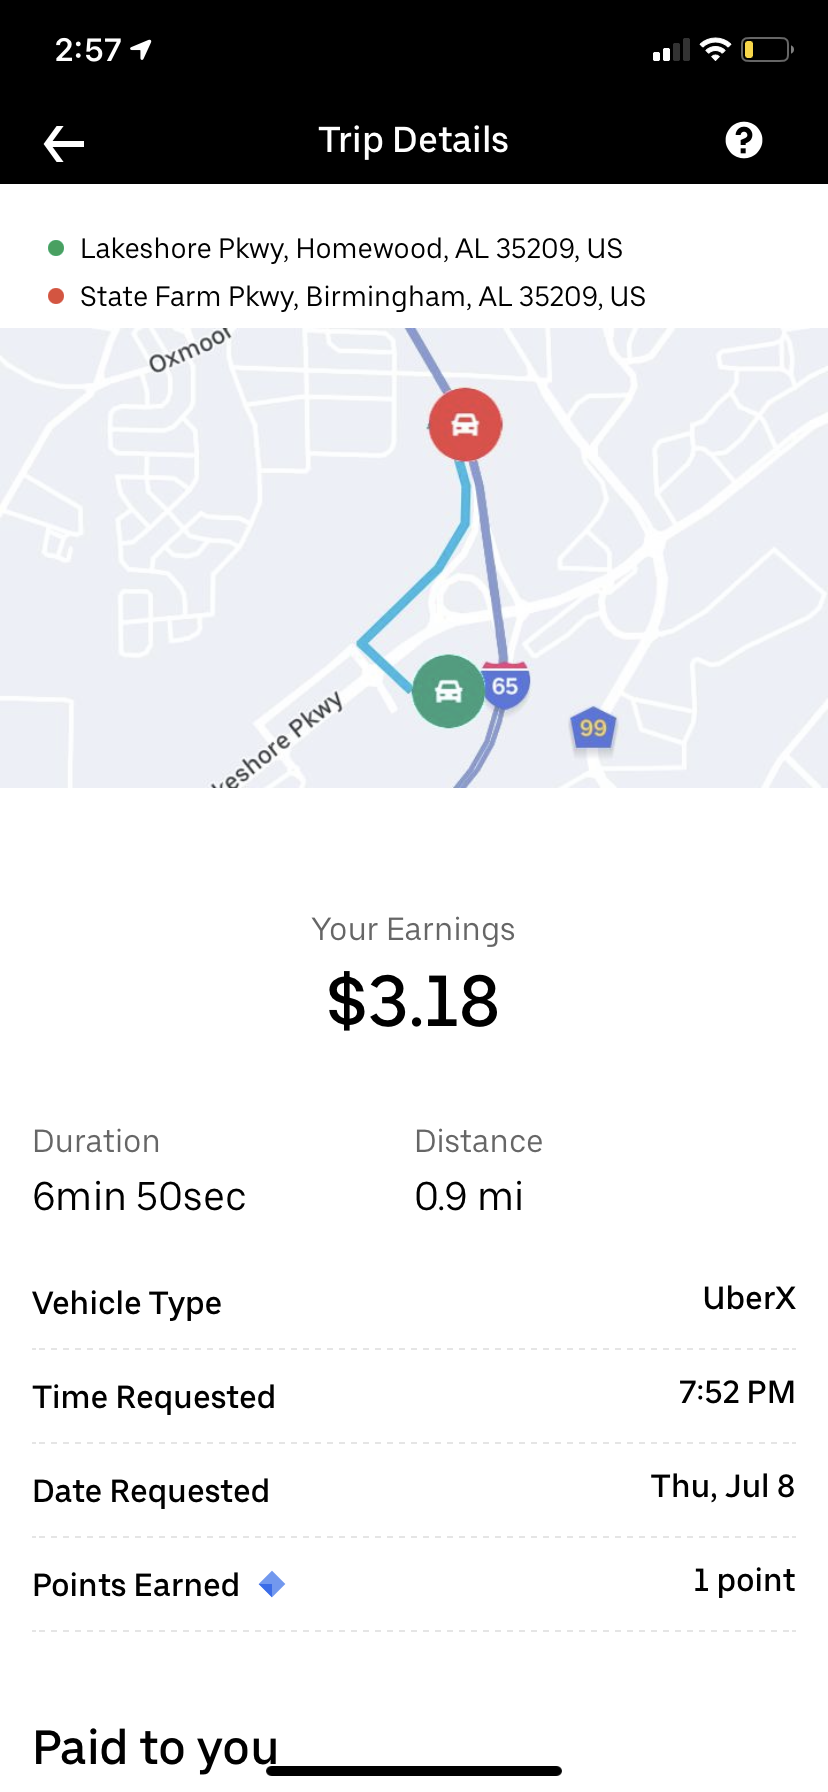 2:57
Trip Details
?
Lakeshore Pkwy, Homewood, AL 35209, US
State Farm Pkwy, Birmingham, AL 35209, US
Oxmoor
65
99
keshore Pkwy
Your Earnings
$3.18
Duration
Distance
6min 50sec
0.9 mi
Vehicle Type
UberX
Time Requested
7:52 PM
Date Requested
Thu, Jul 8
Points Earned
1 point
Paid to you